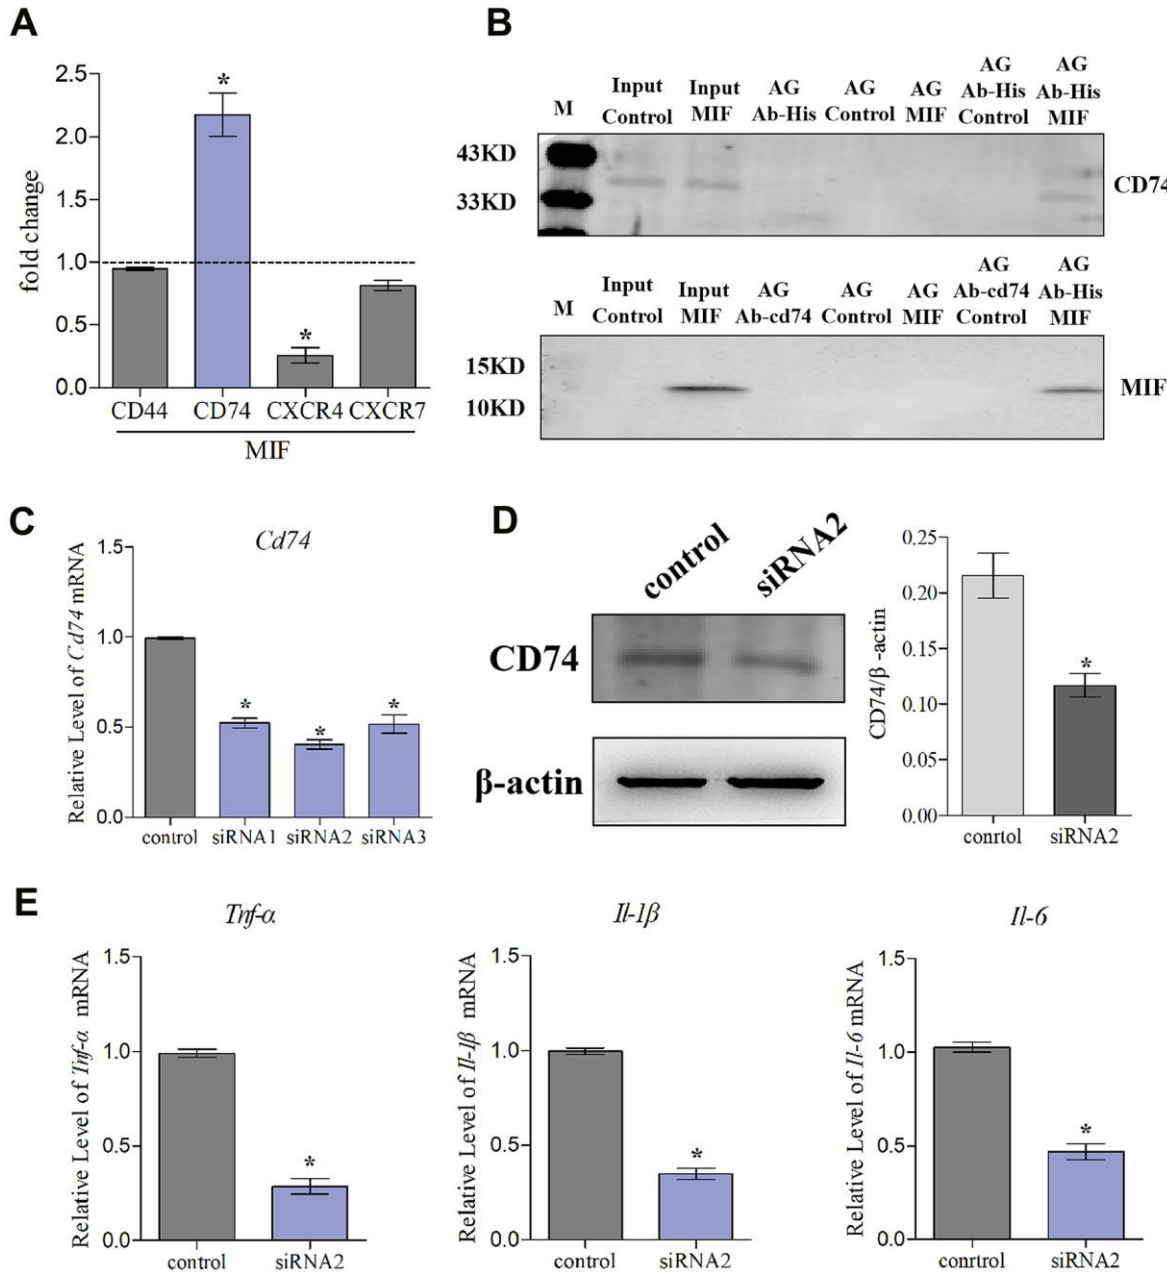 A
fold change
2.5
2.0
1.5
1.0
0.5
0.0
*
*
CD44 CD74 CXCR4 CXCR7
MIF
B
M
Input Control
Input MIF
AG Ab-His
AG Control
AG MIF
AG Ab-His Control
AG Ab-His MIF
43KD
33KD
CD74
M
Input Control
Input MIF
AG Ab-cd74
AG Control
AG MIF
AG Ab-cd74 Control
AG Ab-His MIF
15KD
10KD
MIF
C
Cd74
Relative Level of Cd74 mRNA
1.5
1.0
0.5
0.0
* * *
control siRNA1 siRNA2 siRNA3
D
control siRNA2
CD74
β-actin
CD74/β -actin
0.25
0.20
0.15
0.10
0.05
0.00
*
conrtol siRNA2
E
Tnf-α
Relative Level of Tnf-α mRNA
1.5
1.0
0.5
0.0
*
control siRNA2
Il-1β
Relative Level of Il-1β mRNA
1.5
1.0
0.5
0.0
*
control siRNA2
Il-6
Relative Level of Il-6 mRNA
1.5
1.0
0.5
0.0
*
conrtrol siRNA2